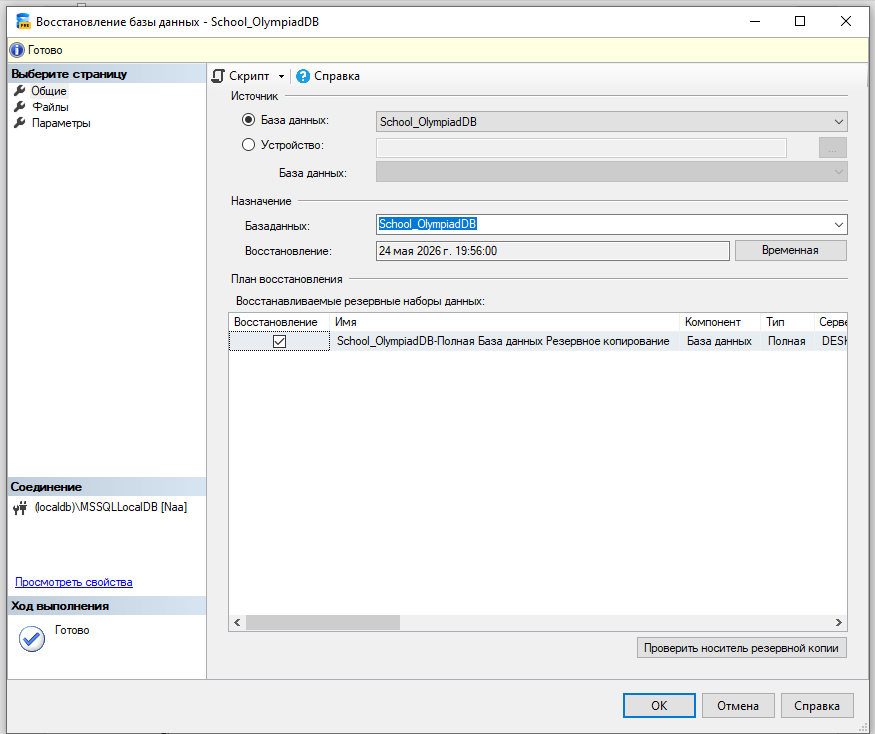 Восстановление базы данных - School_OlympiadDB
Готово
Выберите страницу
Общие
Файлы
Параметры
Скрипт
Справка
Источник
База данных: School_OlympiadDB
Устройство: ...
База данных:
Назначение
Базаданных: School_OlympiadDB
Восстановление: 24 мая 2026 г. 19:56:00 Временная
План восстановления
Восстанавливаемые резервные наборы данных:
Восстановление Имя Компонент Тип Серве
School_OlympiadDB-Полная База данных Резервное копирование База данных Полная DESK
Соединение
(localdb)\MSSQLLocalDB [Naa]
Просмотреть свойства
Ход выполнения
Готово
Проверить носитель резервной копии
ОК Отмена Справка